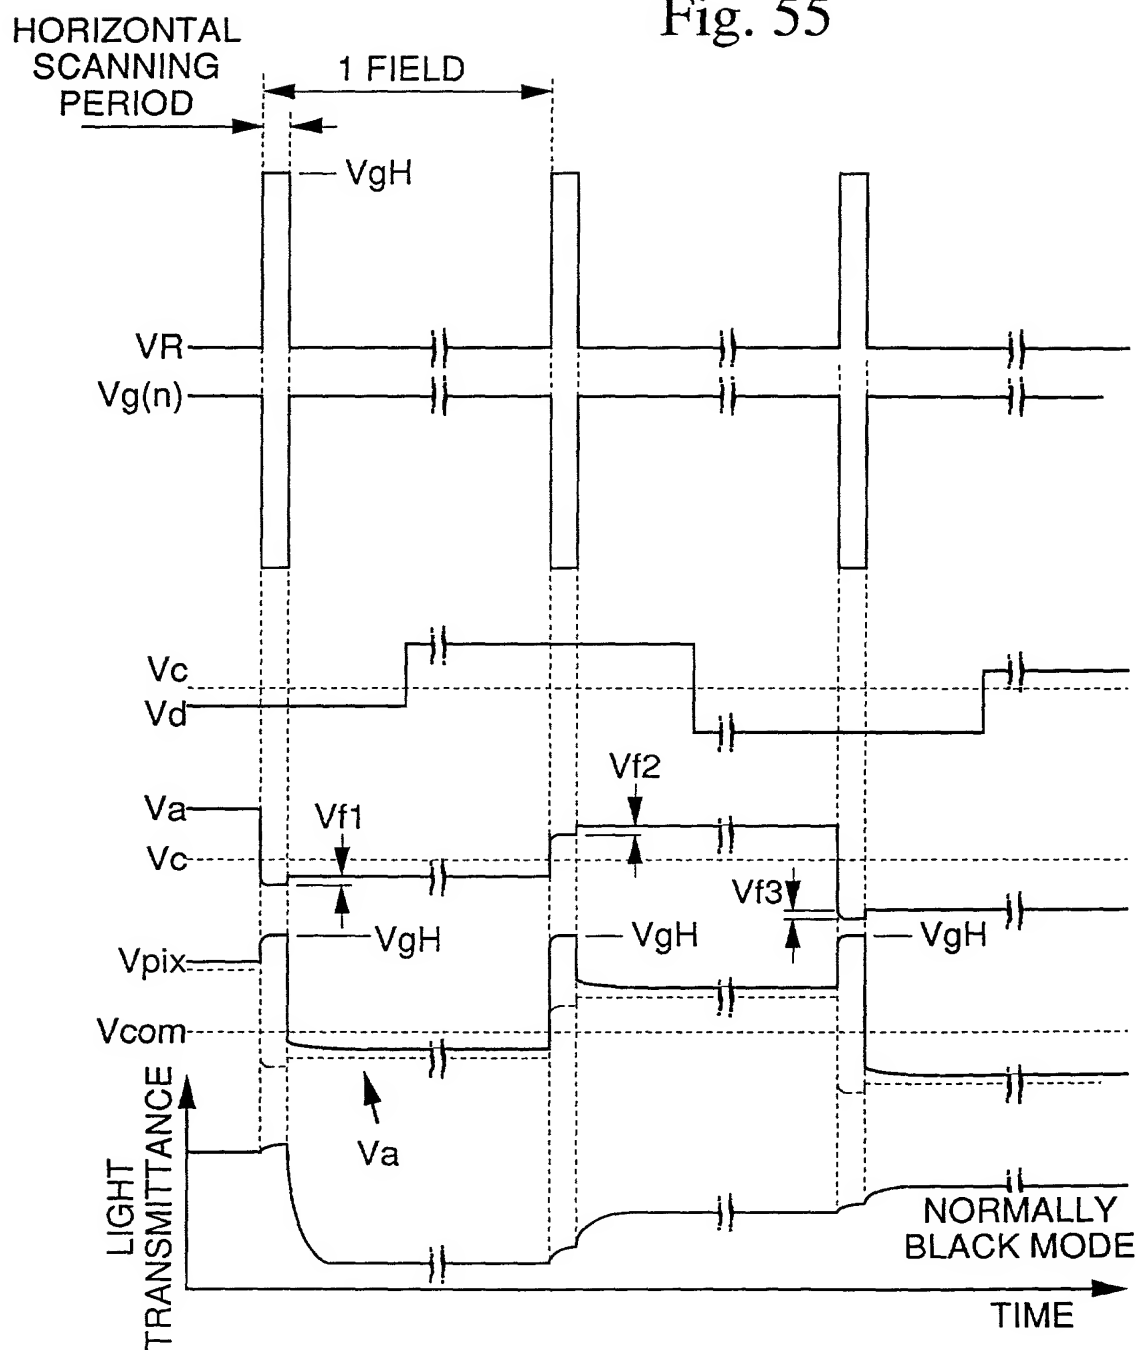 Fig. 55
HORIZONTAL
SCANNING
PERIOD
1 FIELD
VgH
VR
Vg(n)
Vc
Vd
Vf2
Va
Vf1
Vc
Vf3
VgH
VgH
VgH
Vpix
Vcom
Va
LIGHT
TRANSMITTANCE
NORMALLY
BLACK MODE
TIME